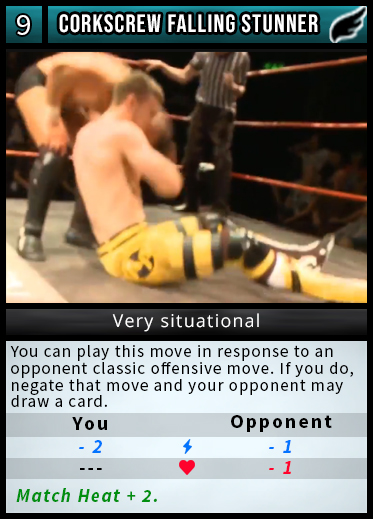 9 CORKSCREW FALLING STUNNER
Very situational
You can play this move in response to an
opponent classic offensive move. If you do,
negate that move and your opponent may
draw a card.
You Opponent
- 2 - 1
--- - 1
Match Heat + 2.